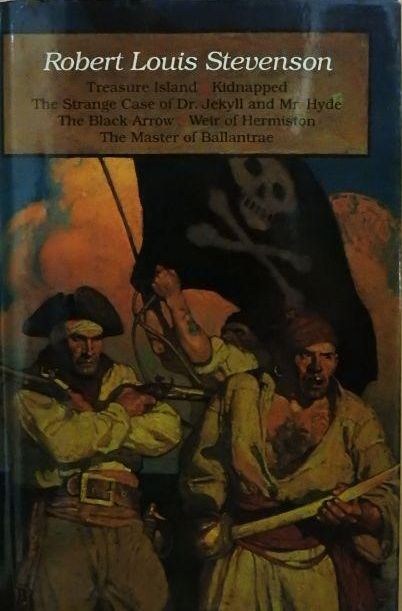 Robert Louis Stevenson
Treasure Island Kidnapped
The Strange Case of Dr. Jekyll and Mr. Hyde
The Black Arrow Weir of Hermiston
The Master of Ballantrae